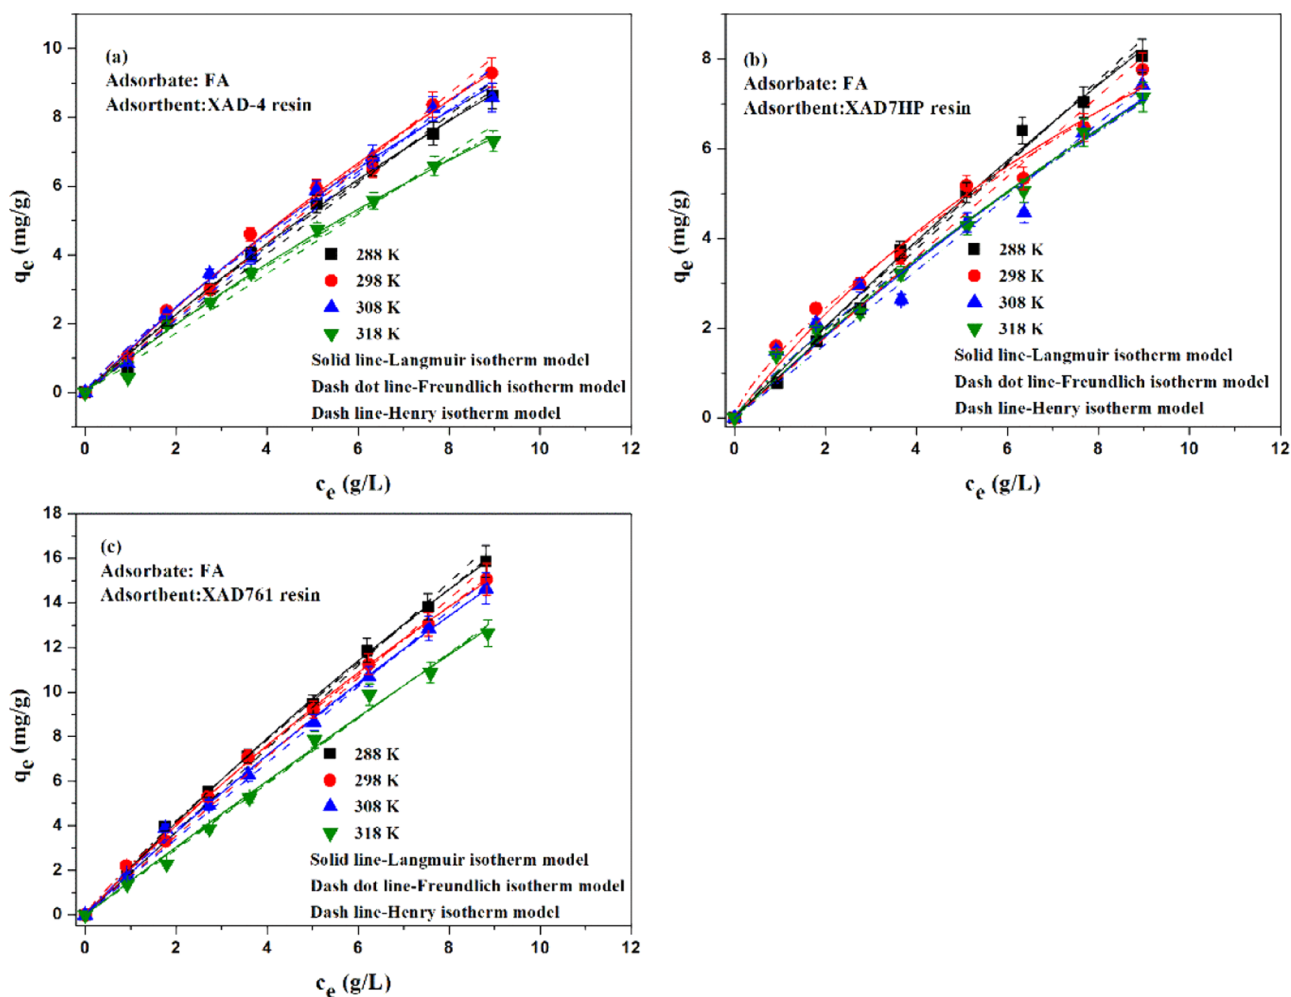 (a)
Adsorbate: FA
Adsortbent:XAD-4 resin
10
8
6
4
2
0
qe (mg/g)
288 K
298 K
308 K
318 K
Solid line-Langmuir isotherm model
Dash dot line-Freundlich isotherm model
Dash line-Henry isotherm model
0 2 4 6 8 10 12
ce (g/L)
(b)
Adsorbate: FA
Adsortbent:XAD7HP resin
8
6
4
2
0
qe (mg/g)
288 K
298 K
308 K
318 K
Solid line-Langmuir isotherm model
Dash dot line-Freundlich isotherm model
Dash line-Henry isotherm model
0 2 4 6 8 10 12
ce (g/L)
(c)
Adsorbate: FA
Adsortbent:XAD761 resin
18
16
14
12
10
8
6
4
2
0
qe (mg/g)
288 K
298 K
308 K
318 K
Solid line-Langmuir isotherm model
Dash dot line-Freundlich isotherm model
Dash line-Henry isotherm model
0 2 4 6 8 10 12
ce (g/L)